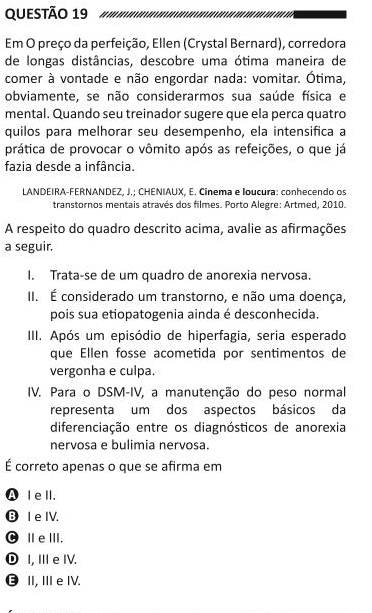 QUESTÃO 19
Em O preço da perfeição, Ellen (Crystal Bernard), corredora
de longas distâncias, descobre uma ótima maneira de
comer à vontade e não engordar nada: vomitar. Ótima,
obviamente, se não considerarmos sua saúde física e
mental. Quando seu treinador sugere que ela perca quatro
quilos para melhorar seu desempenho, ela intensifica a
prática de provocar o vômito após as refeições, o que já
fazia desde a infância.
LANDEIRA-FERNANDEZ, J.; CHENIAUX, E. Cinema e loucura: conhecendo os
transtornos mentais através dos filmes. Porto Alegre: Artmed, 2010.
A respeito do quadro descrito acima, avalie as afirmações
a seguir.
I. Trata-se de um quadro de anorexia nervosa.
II. É considerado um transtorno, e não uma doença,
pois sua etiopatogenia ainda é desconhecida.
III. Após um episódio de hiperfagia, seria esperado
que Ellen fosse acometida por sentimentos de
vergonha e culpa.
IV. Para o DSM-IV, a manutenção do peso normal
representa um dos aspectos básicos da
diferenciação entre os diagnósticos de anorexia
nervosa e bulimia nervosa.
É correto apenas o que se afirma em
A I e II.
B I e IV.
C II e III.
D I, III e IV.
E II, III e IV.